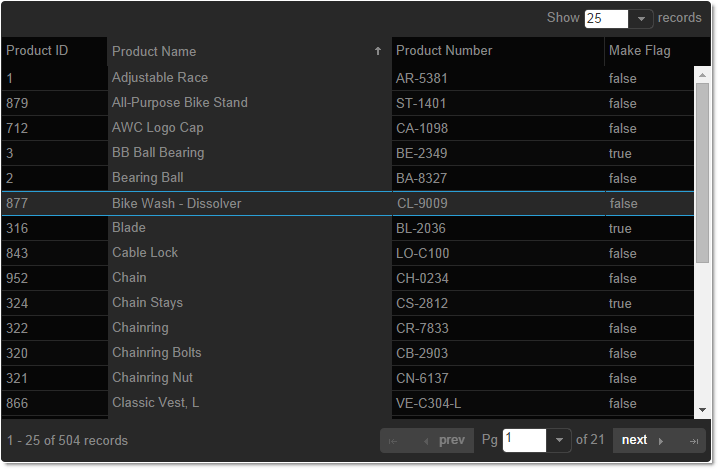 Show 25 records
Product ID Product Name Product Number Make Flag
1 Adjustable Race AR-5381 false
879 All-Purpose Bike Stand ST-1401 false
712 AWC Logo Cap CA-1098 false
3 BB Ball Bearing BE-2349 true
2 Bearing Ball BA-8327 false
877 Bike Wash - Dissolver CL-9009 false
316 Blade BL-2036 true
843 Cable Lock LO-C100 false
952 Chain CH-0234 false
324 Chain Stays CS-2812 true
322 Chainring CR-7833 false
320 Chainring Bolts CB-2903 false
321 Chainring Nut CN-6137 false
866 Classic Vest, L VE-C304-L false
1 - 25 of 504 records prev Pg 1 of 21 next